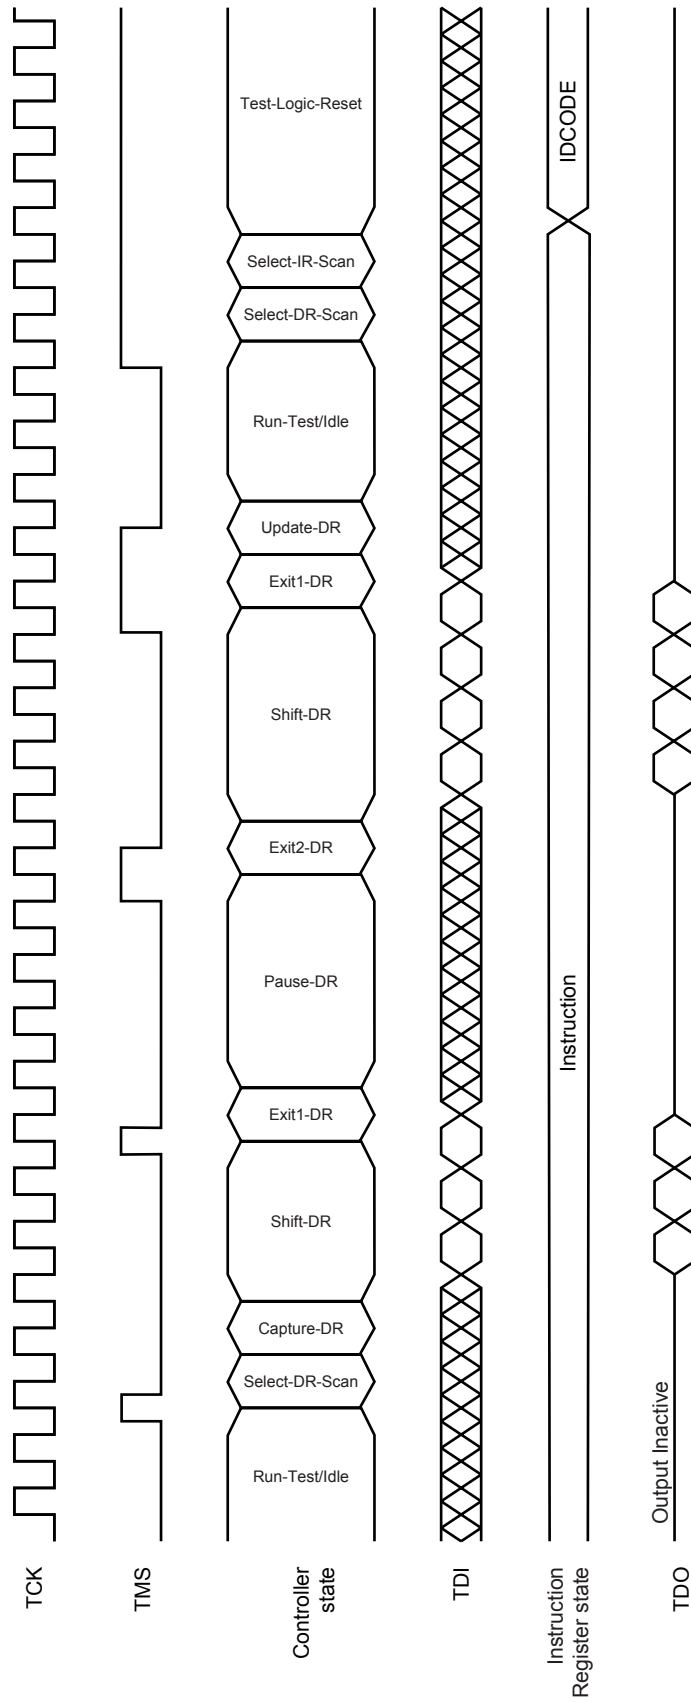 Test-Logic-Reset
IDCODE
Select-IR-Scan
Select-DR-Scan
Run-Test/Idle
Update-DR
Exit1-DR
Shift-DR
Exit2-DR
Pause-DR
Instruction
Exit1-DR
Shift-DR
Capture-DR
Select-DR-Scan
Output Inactive
Run-Test/Idle
TCK
TMS
Controller
state
TDI
Instruction
Register state
TDO